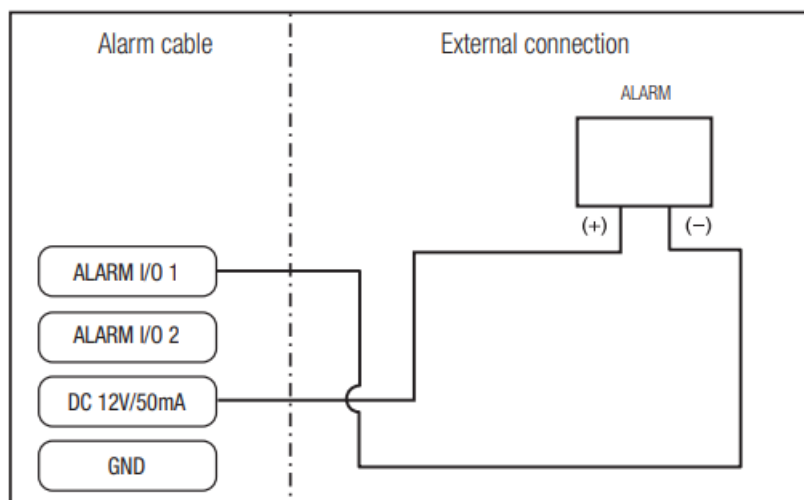 Alarm cable
External connection
ALARM
(+)
(−)
ALARM I/O 1
ALARM I/O 2
DC 12V/50mA
GND